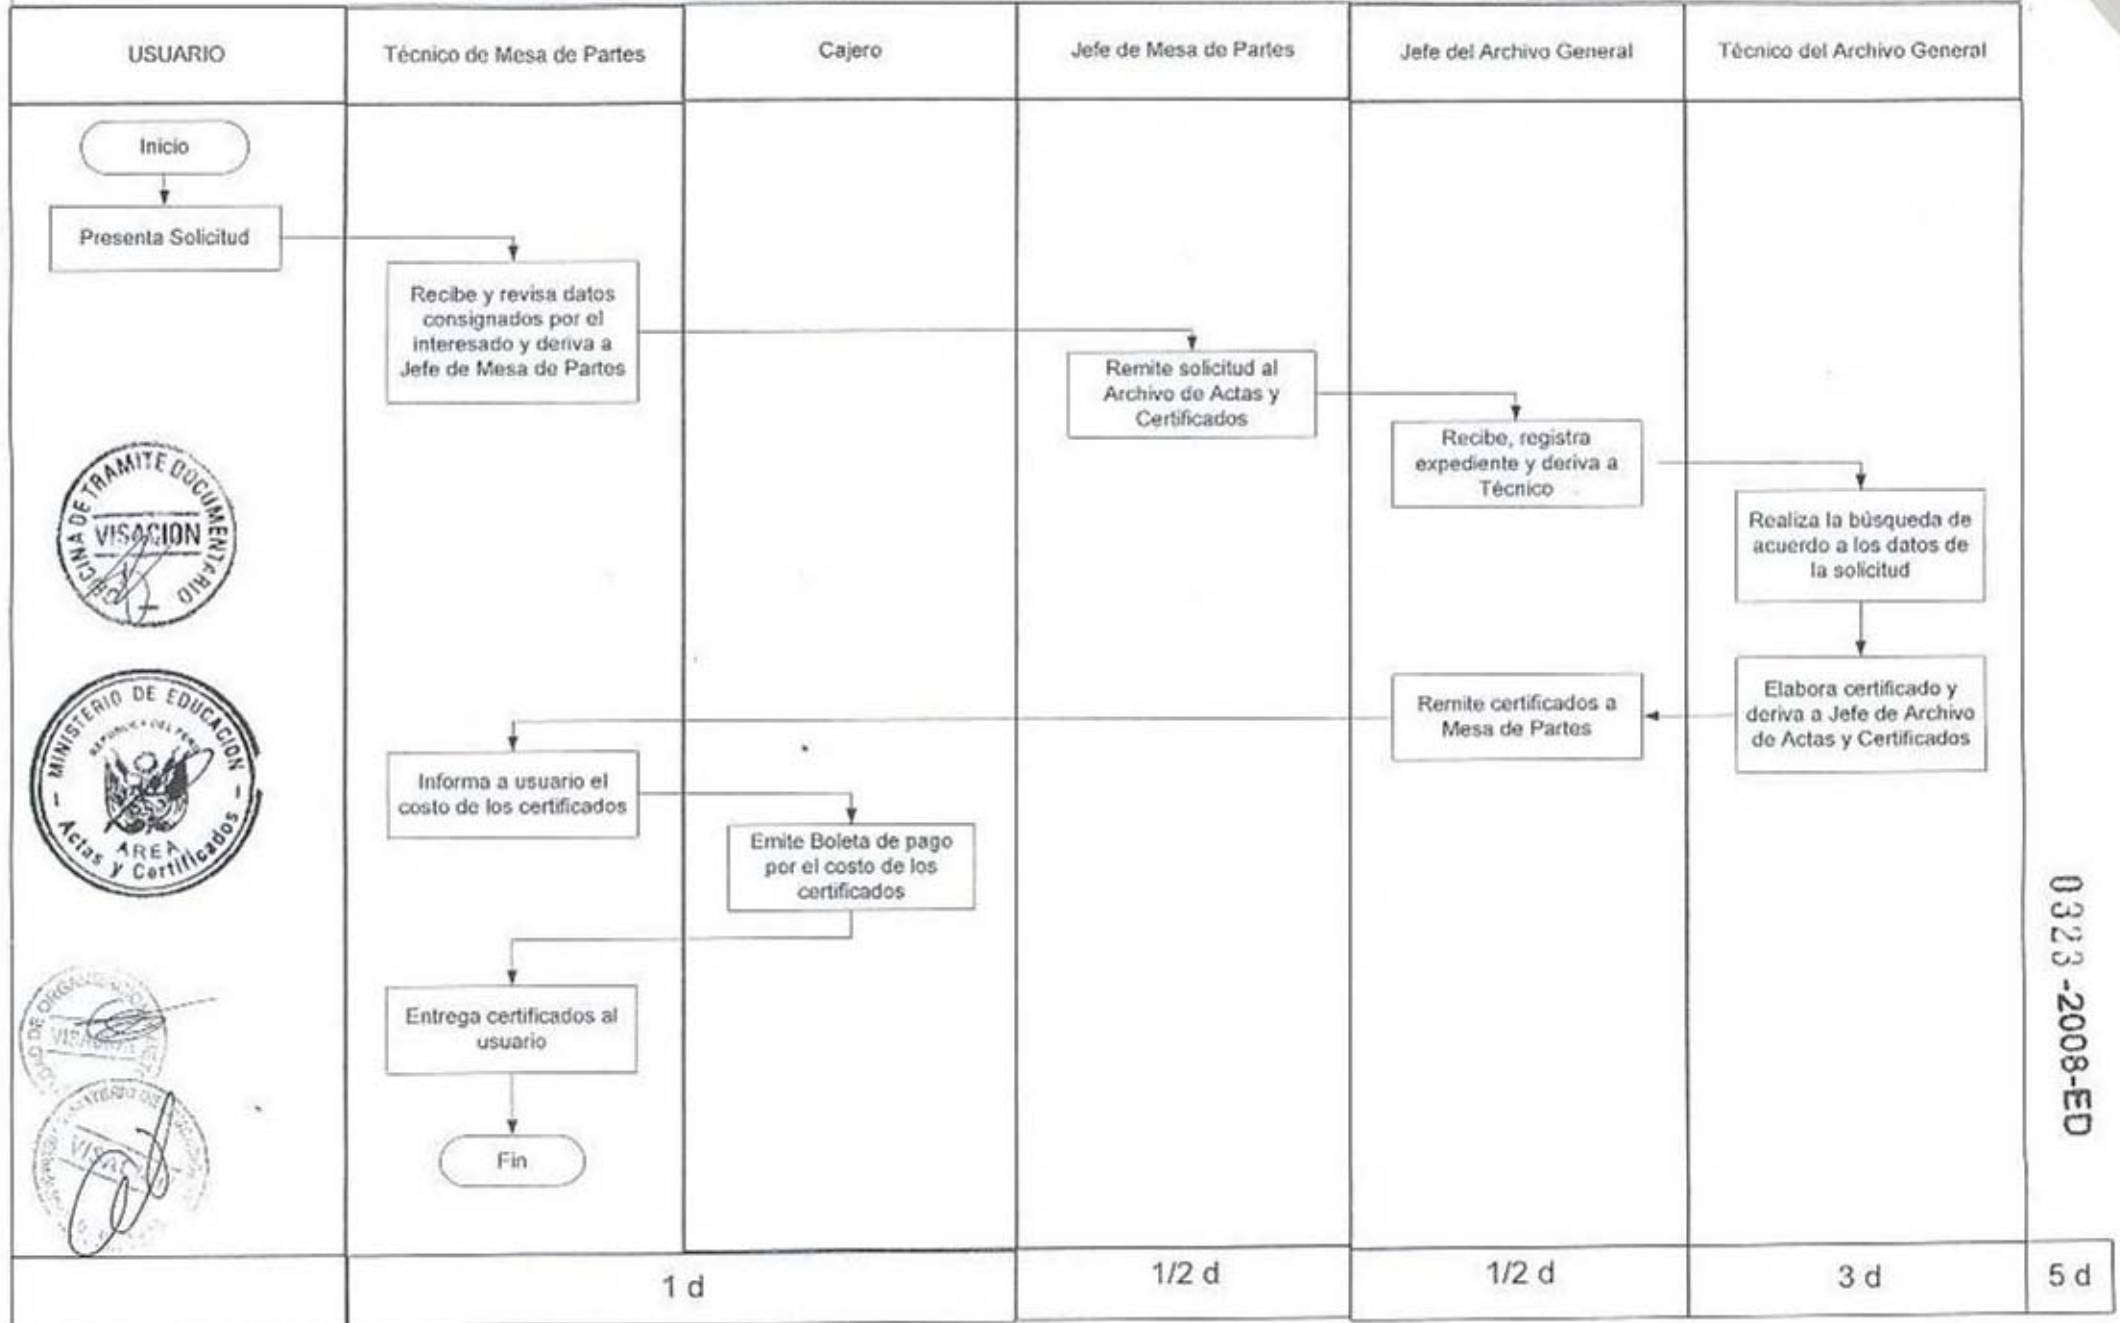 USUARIO
Técnico de Mesa de Partes
Cajero
Jefe de Mesa de Partes
Jefe del Archivo General
Técnico del Archivo General
Inicio
Presenta Solicitud
Recibe y revisa datos
consignados por el
interesado y deriva a
Jefe de Mesa de Partes
Remite solicitud al
Archivo de Actas y
Certificados
Recibe, registra
expediente y deriva a
Técnico
Realiza la búsqueda de
acuerdo a los datos de
la solicitud
Elabora certificado y
deriva a Jefe de Archivo
de Actas y Certificados
Remite certificados a
Mesa de Partes
Informa a usuario el
costo de los certificados
Emite Boleta de pago
por el costo de los
certificados
Entrega certificados al
usuario
Fin
OFICINA DE TRAMITE DOCUMENTARIO
VISACION
MINISTERIO DE EDUCACION
REPUBLICA DEL PERU
AREA
Actas y Certificados
0323-2008-ED
1 d
1/2 d
1/2 d
3 d
5 d